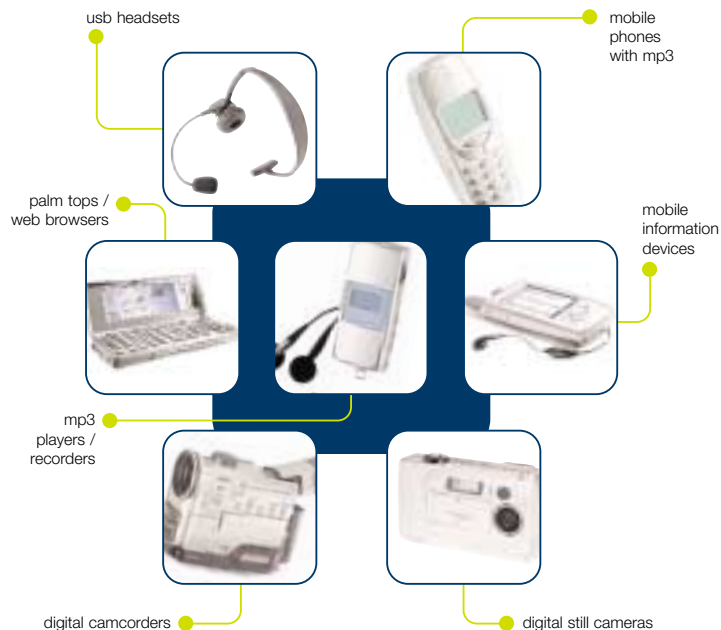 usb headsets
mobile
phones
with mp3
palm tops /
web browsers
mobile
information
devices
mp3
players /
recorders
digital camcorders
digital still cameras